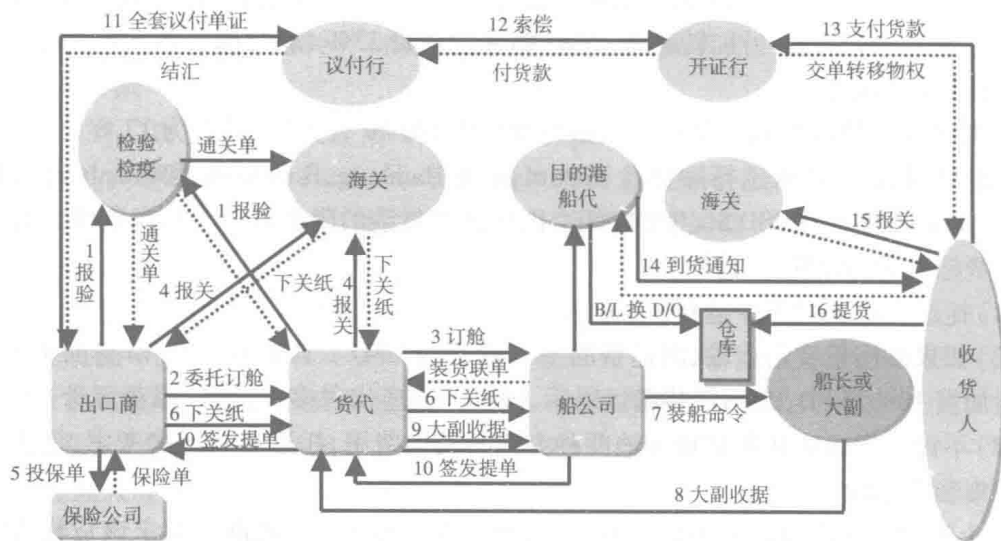 11 全套议付单证
12 索偿
13 支付货款
议付行
开证行
结汇
付货款
交单转移物权
检验
检疫
通关单
海关
目的港
船代
海关
1 报验
15 报关
1
报
验
通
关
单
4 报关
下关纸
4
报
关
下
关
纸
14 到货通知
B/L 换 D/O
仓
库
16 提货
收
货
人
3 订舱
装货联单
2 委托订舱
出口商
货代
船公司
船长或
大副
6 下关纸
6 下关纸
7 装船命令
10 签发提单
9 大副收据
10 签发提单
5 投保单
保险单
8 大副收据
保险公司